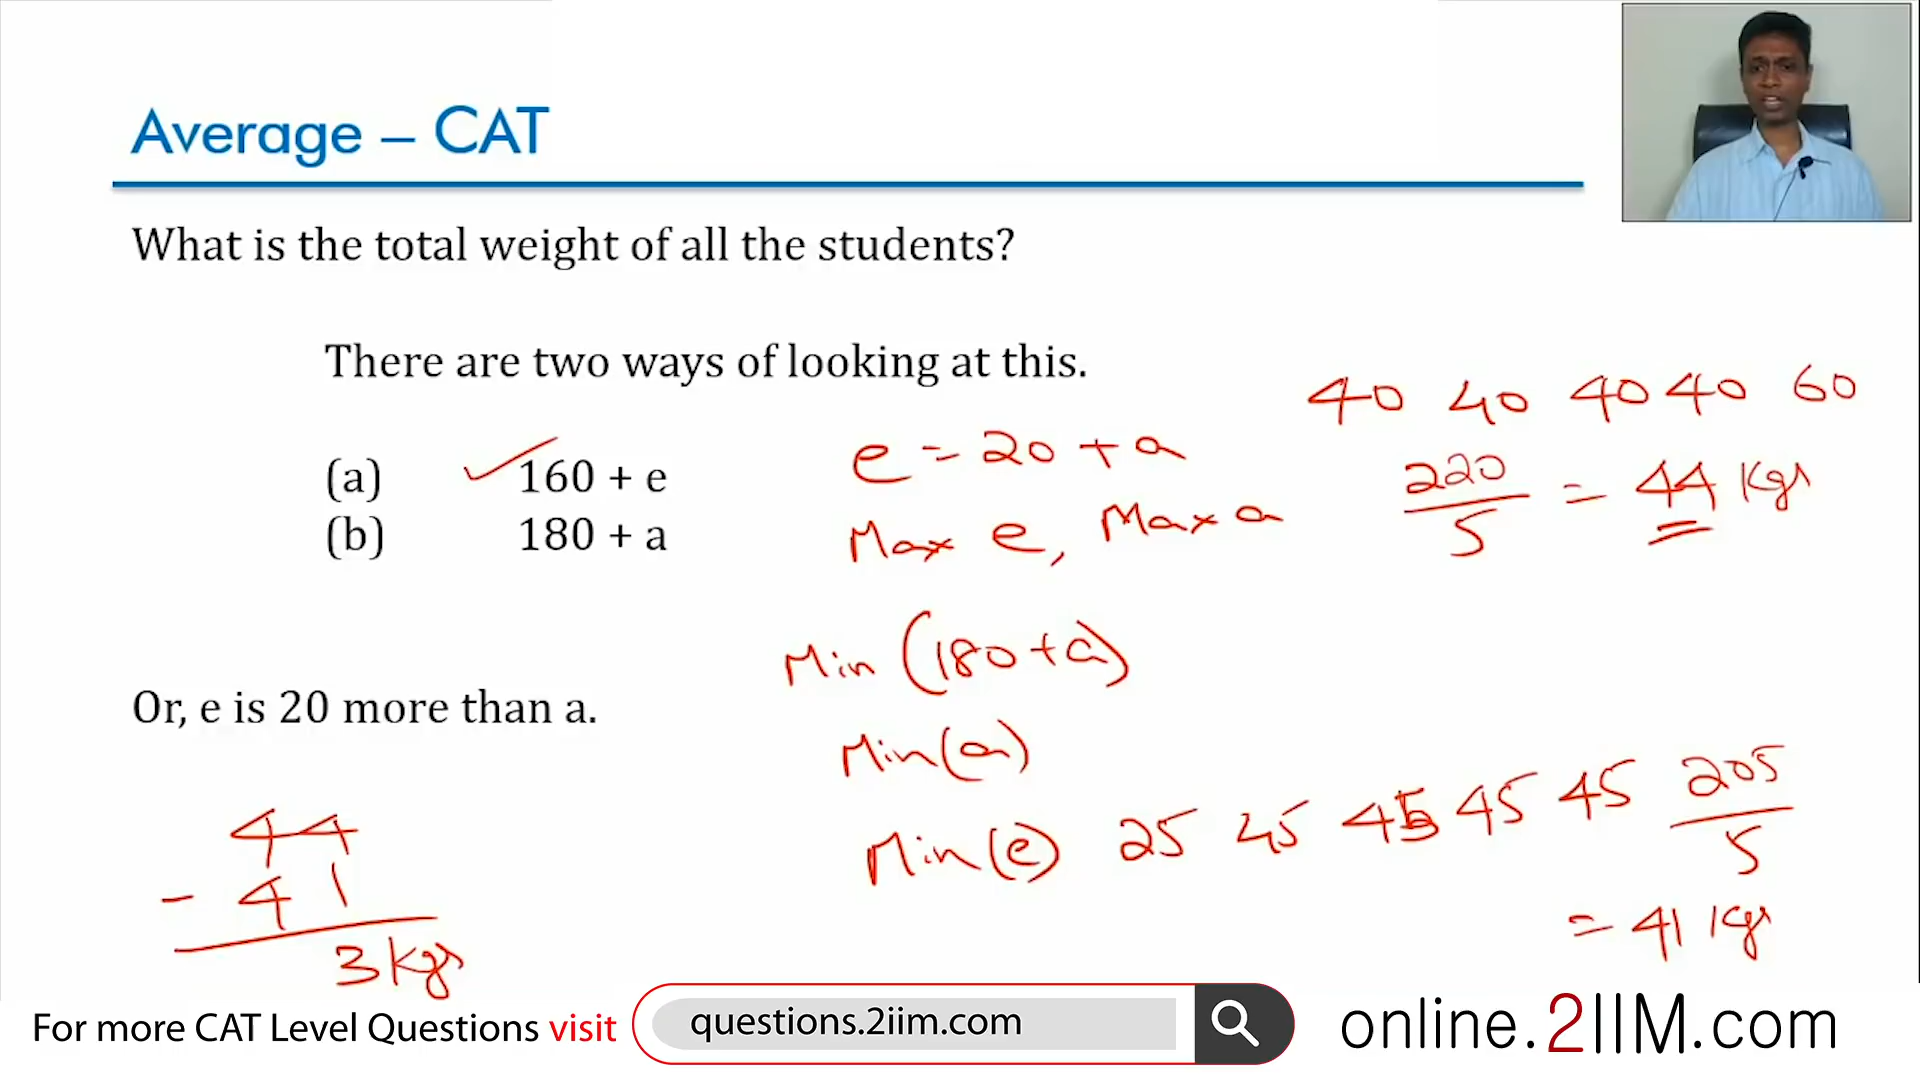 Average – CAT
What is the total weight of all the students?
There are two ways of looking at this.
40 40 40 40 60
(a) 160 + e
e = 20 + a
220/5 = 44 Kgs
(b) 180 + a
Max e, Max a
Min (180+a)
Or, e is 20 more than a.
Min(a)
Min(e) 25 45 45 45 45 205/5
= 41 Kgs
44
- 41
3 Kgs
For more CAT Level Questions visit questions.2iim.com
online.2IIM.com